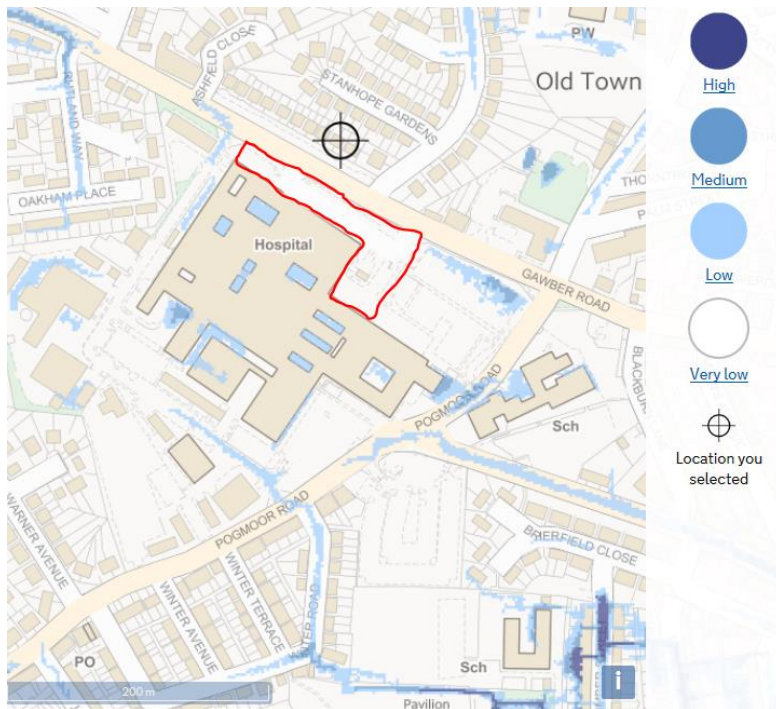 PW
ASHFIELD CLOSE
STANHOPE GARDENS
Old Town
RUTLAND WAY
OAKHAM PLACE
Hospital
GAWBER ROAD
POGMOOR ROAD
Sch
POGMOOR ROAD
WARNER AVENUE
WINTER AVENUE
WINTER TERRACE
BRIERFIELD CLOSE
PO
Sch
Pavilion
200 m
i
High
Medium
Low
Very low
Location you
selected